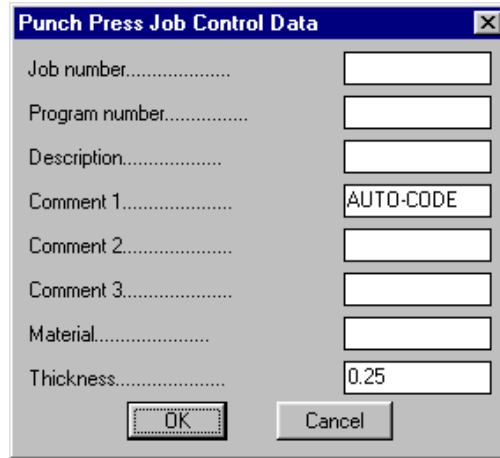 Punch Press Job Control Data
Job number.....................
Program number.................
Description....................
Comment 1...................... AUTO-CODE
Comment 2......................
Comment 3......................
Material.......................
Thickness...................... 0.25
OK Cancel